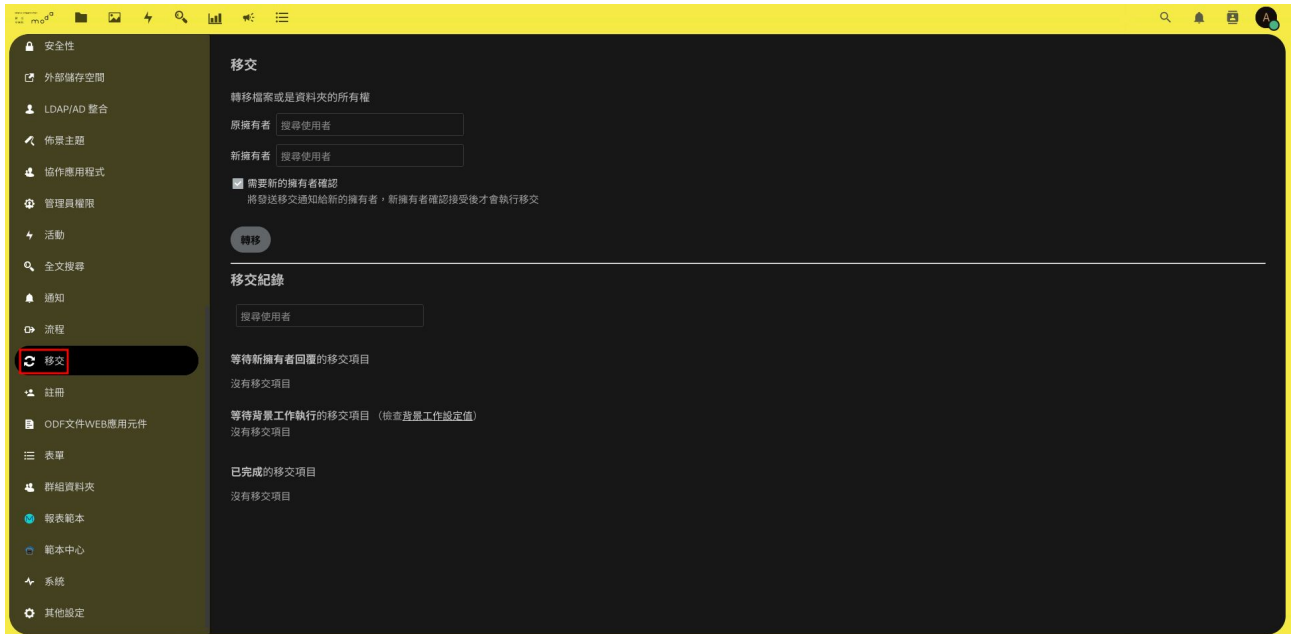 moda
A
安全性
外部儲存空間
LDAP/AD 整合
佈景主題
協作應用程式
管理員權限
活動
全文搜尋
通知
流程
移交
註冊
ODF文件WEB應用元件
表單
群組資料夾
報表範本
範本中心
系統
其他設定
移交
轉移檔案或是資料夾的所有權
原擁有者 搜尋使用者
新擁有者 搜尋使用者
需要新的擁有者確認
將發送移交通知給新的擁有者，新擁有者確認接受後才會執行移交
轉移
移交紀錄
搜尋使用者
等待新擁有者回覆的移交項目
沒有移交項目
等待背景工作執行的移交項目 （檢查背景工作設定值）
沒有移交項目
已完成的移交項目
沒有移交項目